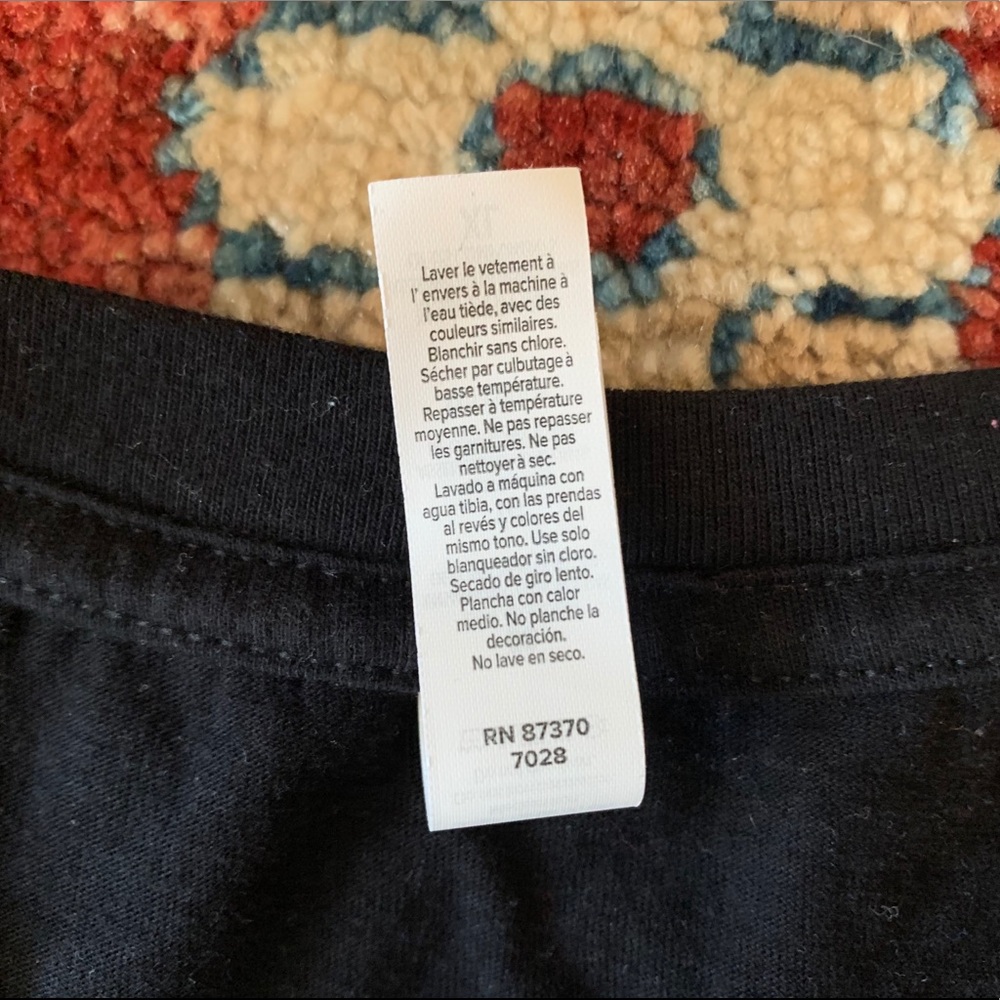 Laver le vetement à
l' envers à la machine à
l'eau tiède, avec des
couleurs similaires.
Blanchir sans chlore.
Sécher par culbutage à
basse température.
Repasser à température
moyenne. Ne pas repasser
les garnitures. Ne pas
nettoyer à sec.
Lavado a máquina con
agua tibia, con las prendas
al revés y colores del
mismo tono. Use solo
blanqueador sin cloro.
Secado de giro lento.
Plancha con calor
medio. No planche la
decoración.
No lave en seco.
RN 87370
7028